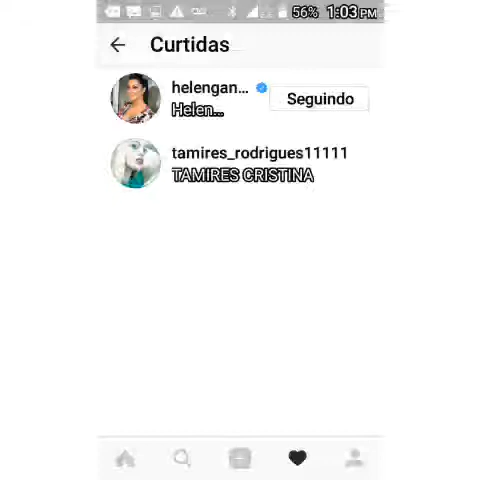 56% 1:03 PM
Curtidas
helengan...
Helen...
Seguindo
tamires_rodrigues11111
TAMIRES CRISTINA